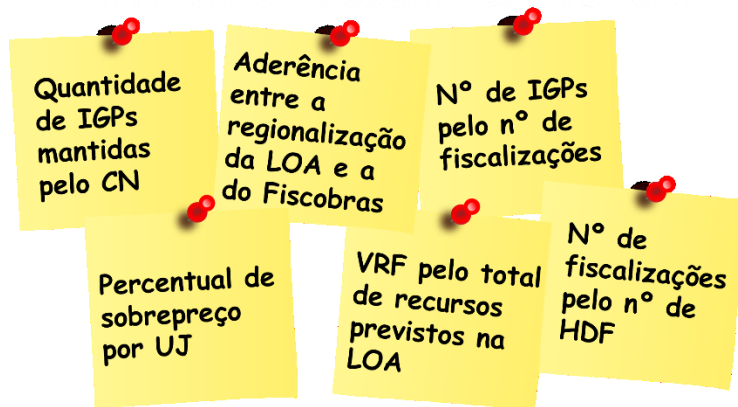 Quantidade
de IGPs
mantidas
pelo CN
Aderência
entre a
regionalização
da LOA e a
do Fiscobras
Nº de IGPs
pelo nº de
fiscalizações
Percentual de
sobrepreço
por UJ
VRF pelo total
de recursos
previstos na
LOA
Nº de
fiscalizações
pelo nº de
HDF